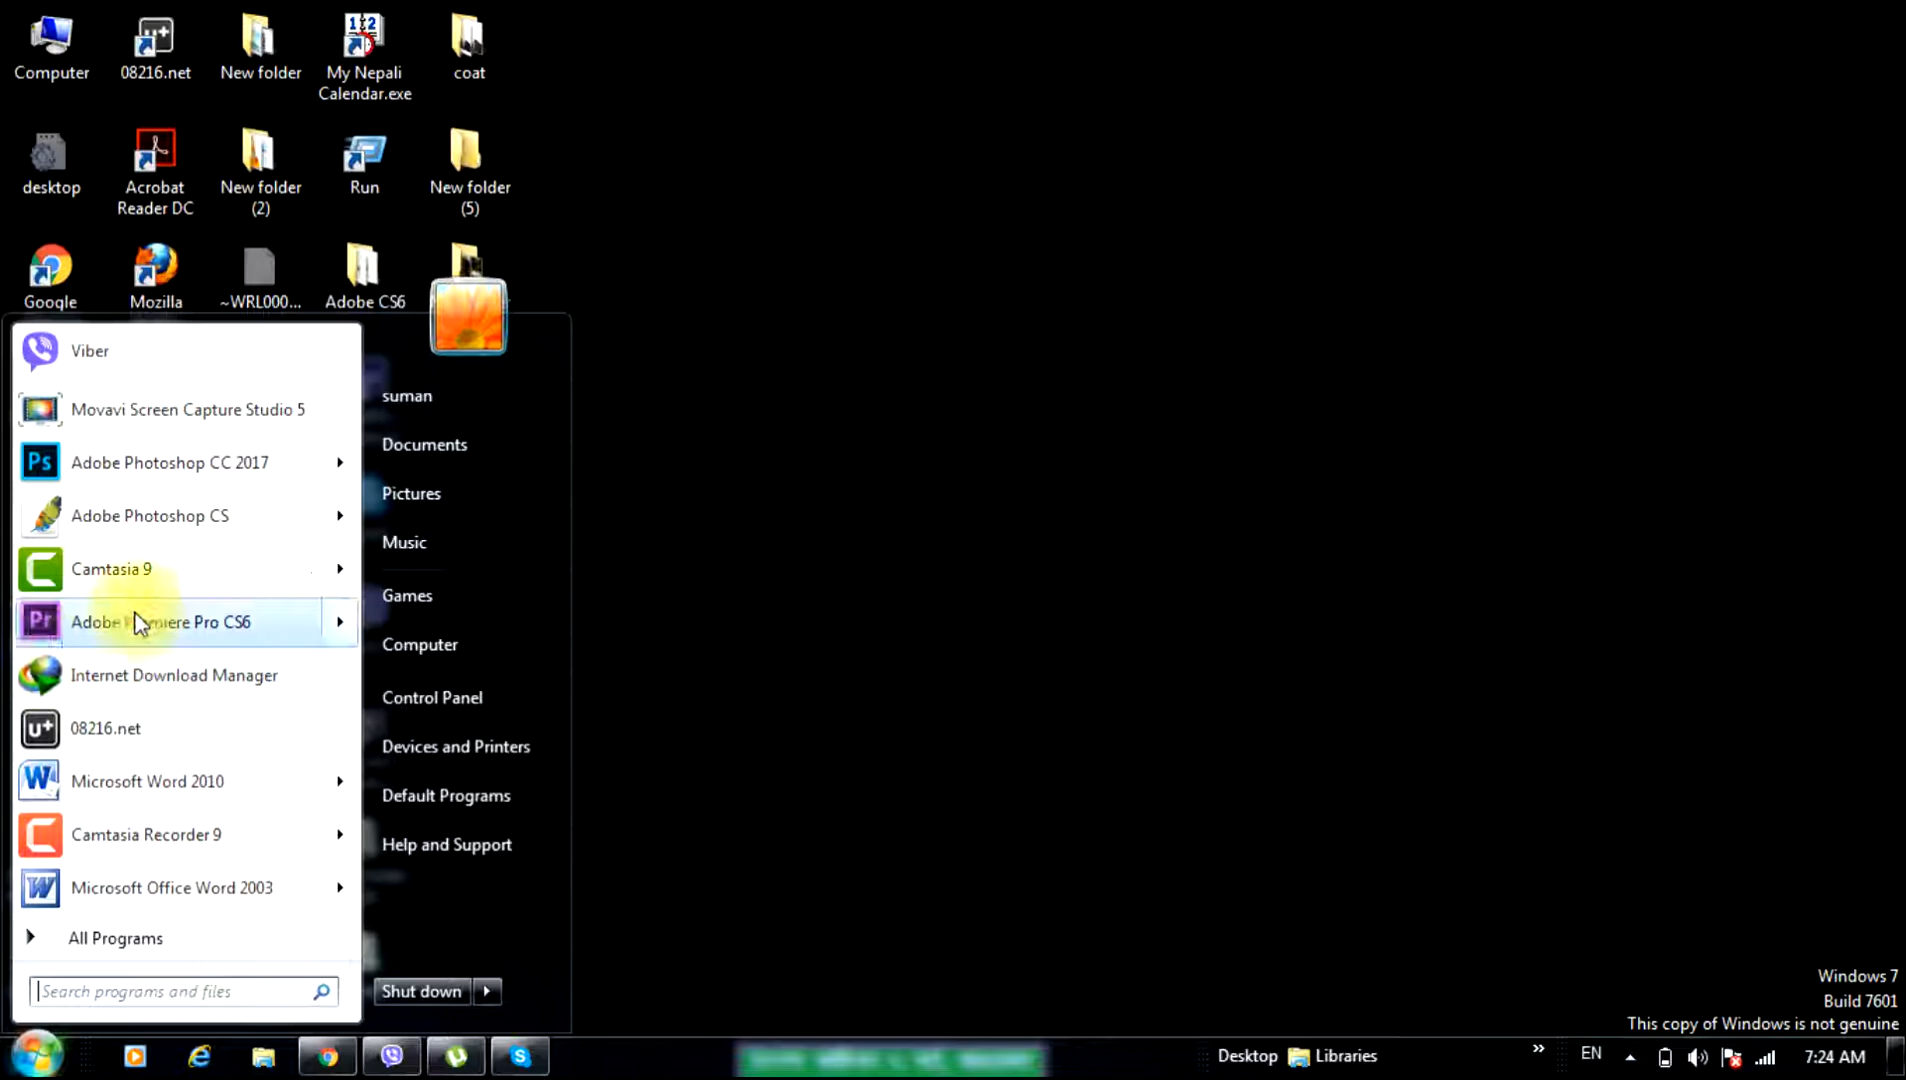 Computer
08216.net
New folder
My Nepali
Calendar.exe
coat
desktop
Acrobat
Reader DC
New folder
(2)
Run
New folder
(5)
Google
Mozilla
~WRL000...
Adobe CS6
Viber
Movavi Screen Capture Studio 5
Adobe Photoshop CC 2017
Adobe Photoshop CS
Camtasia 9
Adobe Premiere Pro CS6
Internet Download Manager
08216.net
Microsoft Word 2010
Camtasia Recorder 9
Microsoft Office Word 2003
All Programs
Search programs and files
suman
Documents
Pictures
Music
Games
Computer
Control Panel
Devices and Printers
Default Programs
Help and Support
Shut down
Windows 7
Build 7601
This copy of Windows is not genuine
Desktop
Libraries
EN
7:24 AM